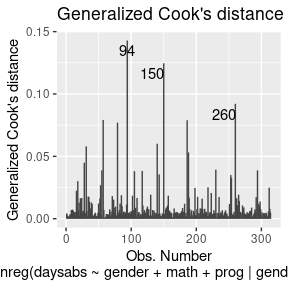 Generalized Cook's distance
Generalized Cook's distance
0.15
0.10
0.05
0.00
94
150
260
0
100
200
300
Obs. Number
nreg(daysabs ~ gender + math + prog | gend